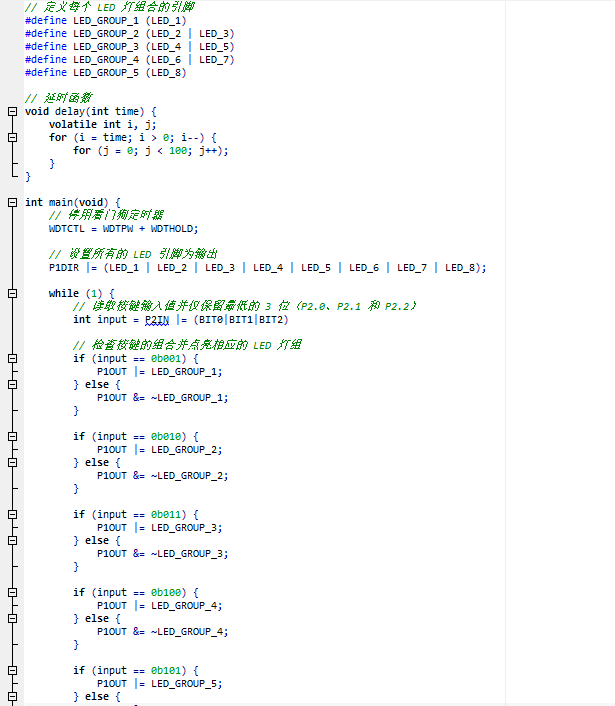 // 定义每个 LED 灯组合的引脚
#define LED_GROUP_1 (LED_1)
#define LED_GROUP_2 (LED_2 | LED_3)
#define LED_GROUP_3 (LED_4 | LED_5)
#define LED_GROUP_4 (LED_6 | LED_7)
#define LED_GROUP_5 (LED_8)
// 延时函数
void delay(int time) {
volatile int i, j;
for (i = time; i > 0; i--) {
for (j = 0; j < 100; j++);
}
}
int main(void) {
// 停用看门狗定时器
WDTCTL = WDTPW + WDTHOLD;
// 设置所有的 LED 引脚为输出
P1DIR |= (LED_1 | LED_2 | LED_3 | LED_4 | LED_5 | LED_6 | LED_7 | LED_8);
while (1) {
// 读取按键输入值并仅保留最低的 3 位（P2.0、P2.1 和 P2.2）
int input = P2IN |= (BIT0|BIT1|BIT2)
// 检查按键的组合并点亮相应的 LED 灯组
if (input == 0b001) {
P1OUT |= LED_GROUP_1;
} else {
P1OUT &= ~LED_GROUP_1;
}
if (input == 0b010) {
P1OUT |= LED_GROUP_2;
} else {
P1OUT &= ~LED_GROUP_2;
}
if (input == 0b011) {
P1OUT |= LED_GROUP_3;
} else {
P1OUT &= ~LED_GROUP_3;
}
if (input == 0b100) {
P1OUT |= LED_GROUP_4;
} else {
P1OUT &= ~LED_GROUP_4;
}
if (input == 0b101) {
P1OUT |= LED_GROUP_5;
} else {